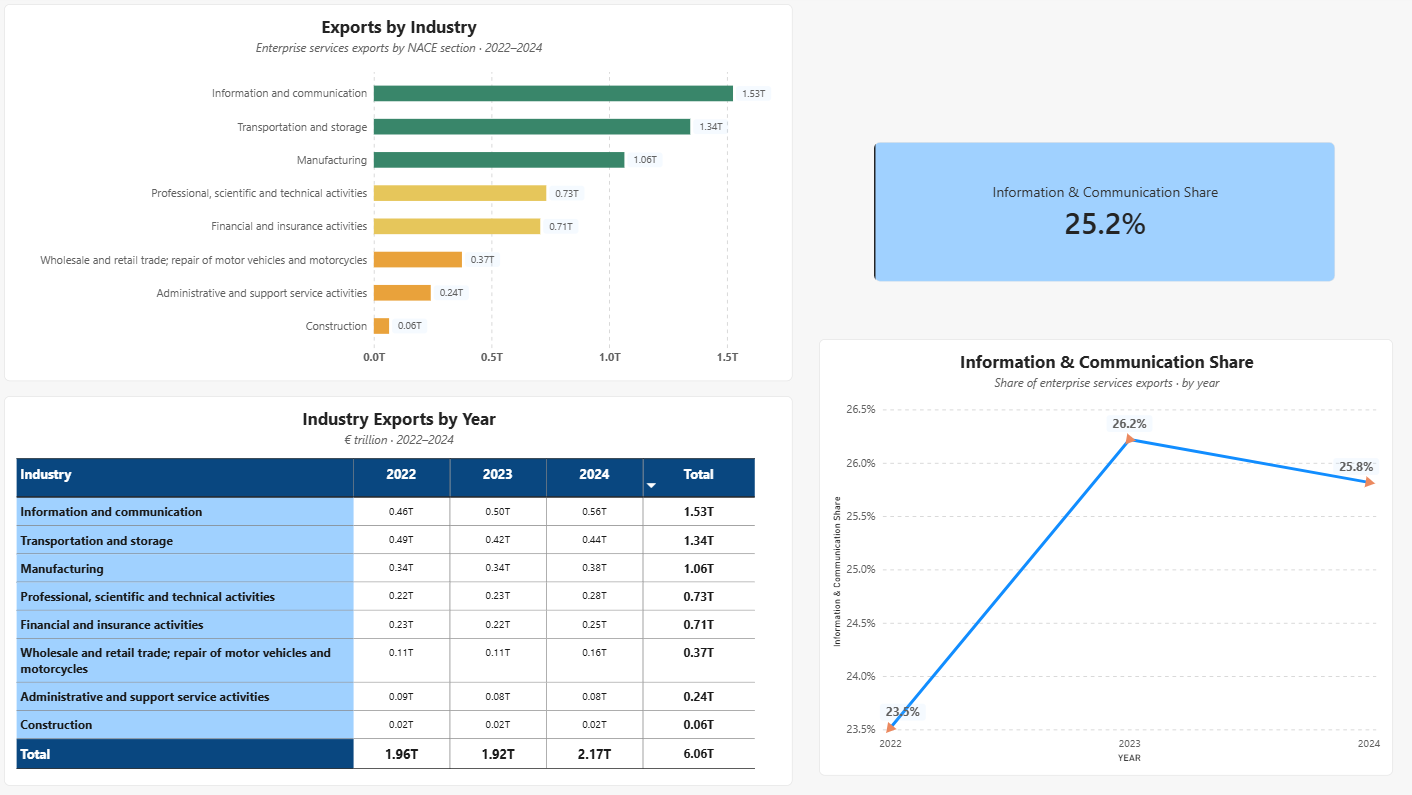 Exports by Industry
Enterprise services exports by NACE section · 2022–2024
Information and communication 1.53T
Transportation and storage 1.34T
Manufacturing 1.06T
Professional, scientific and technical activities 0.73T
Financial and insurance activities 0.71T
Wholesale and retail trade; repair of motor vehicles and motorcycles 0.37T
Administrative and support service activities 0.24T
Construction 0.06T
0.0T 0.5T 1.0T 1.5T
Information & Communication Share
25.2%
Industry Exports by Year
€ trillion · 2022–2024
Industry 2022 2023 2024 Total
Information and communication 0.46T 0.50T 0.56T 1.53T
Transportation and storage 0.49T 0.42T 0.44T 1.34T
Manufacturing 0.34T 0.34T 0.38T 1.06T
Professional, scientific and technical activities 0.22T 0.23T 0.28T 0.73T
Financial and insurance activities 0.23T 0.22T 0.25T 0.71T
Wholesale and retail trade; repair of motor vehicles and 0.11T 0.11T 0.16T 0.37T
motorcycles
Administrative and support service activities 0.09T 0.08T 0.08T 0.24T
Construction 0.02T 0.02T 0.02T 0.06T
Total 1.96T 1.92T 2.17T 6.06T
Information & Communication Share
Share of enterprise services exports · by year
Information & Communication Share
26.5%
26.0%
25.5%
25.0%
24.5%
24.0%
23.5%
23.5%
26.2%
25.8%
2022 2023 2024
YEAR